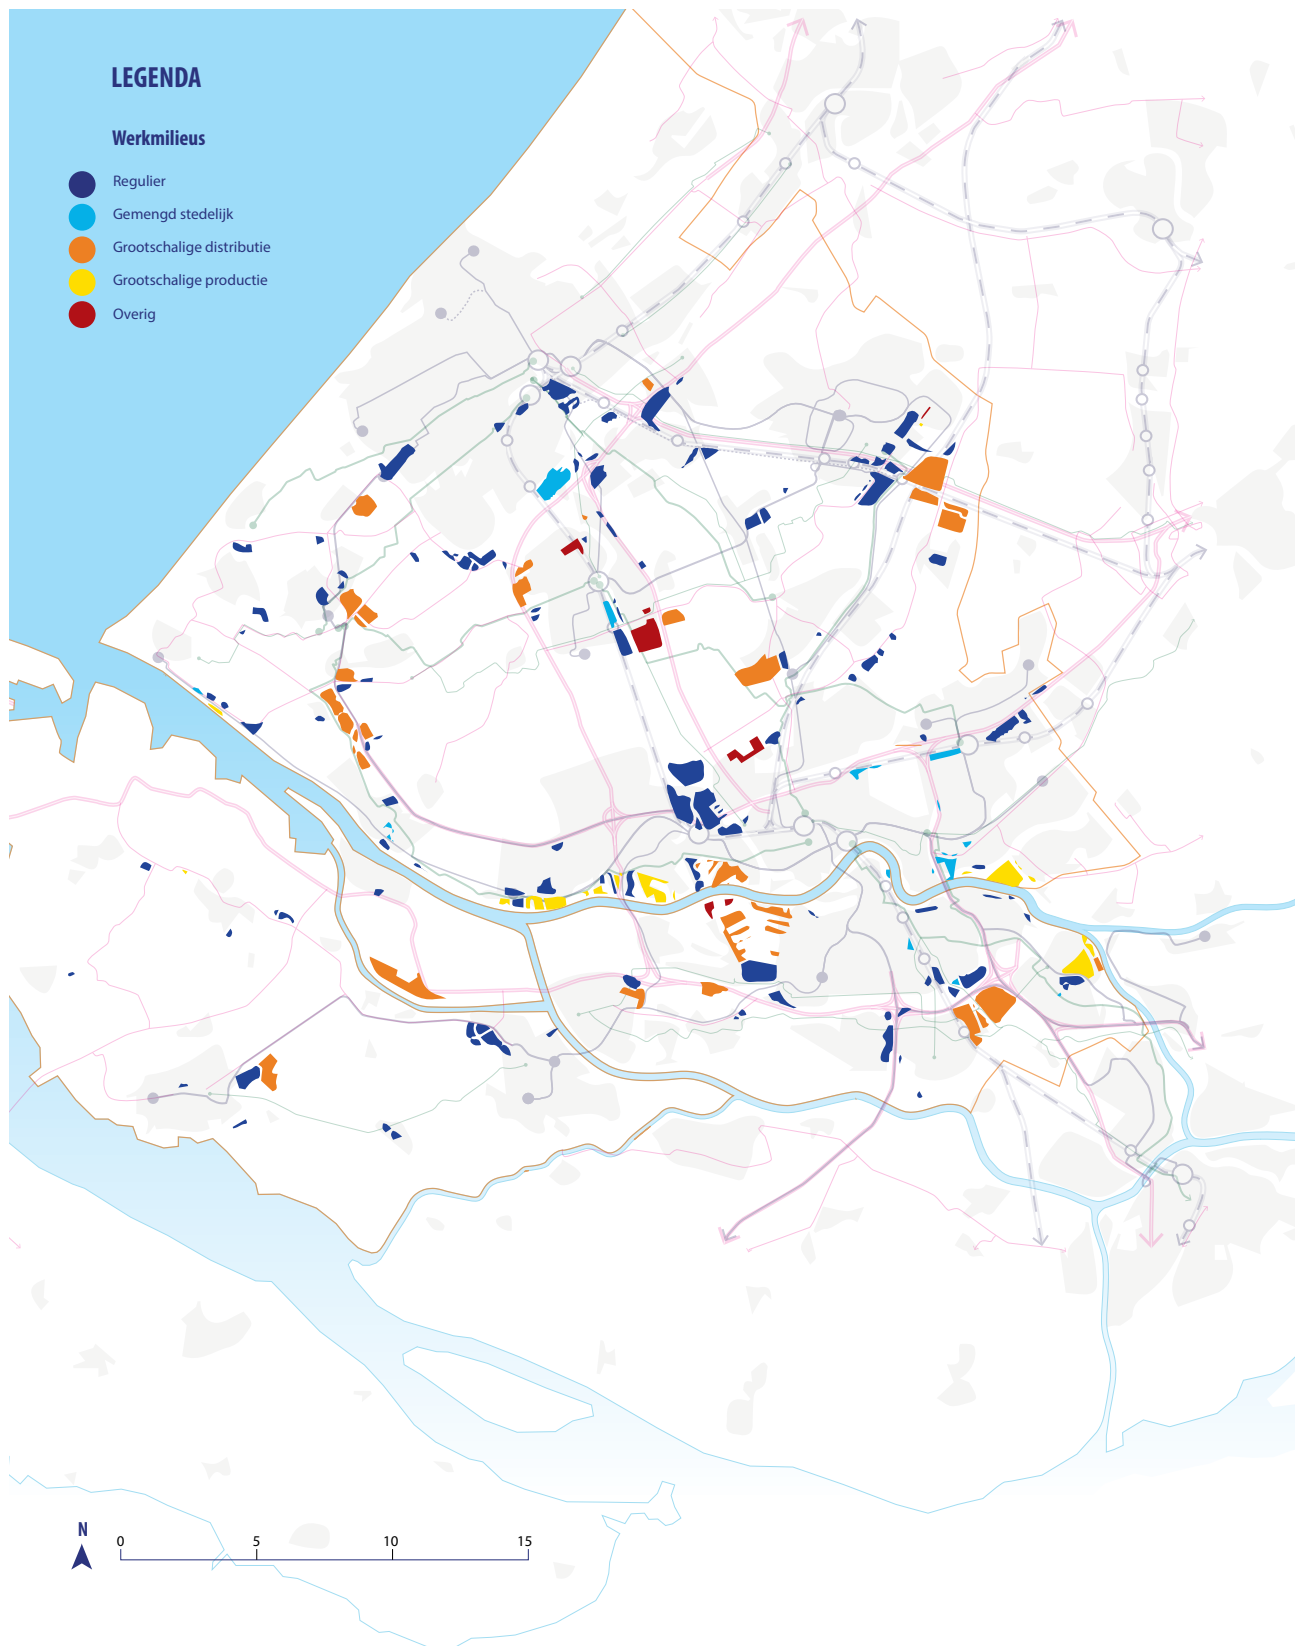 LEGENDA
Werkmilieus
Regulier
Gemengd stedelijk
Grootschalige distributie
Grootschalige productie
Overig
N
0 5 10 15